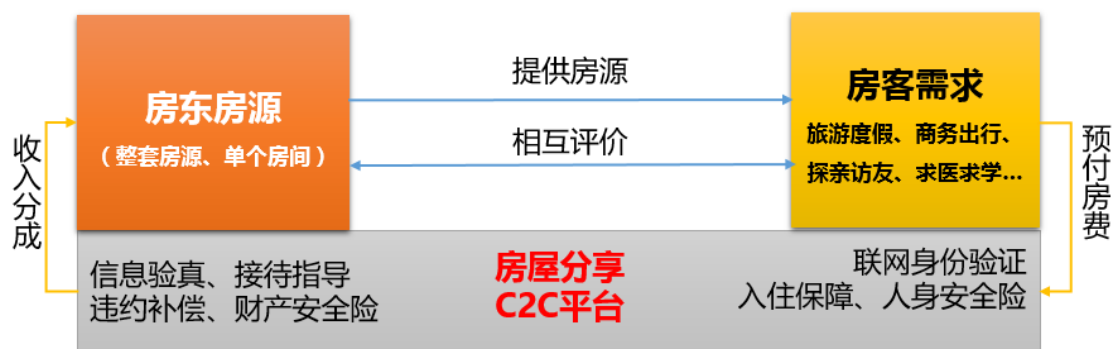 提供房源
相互评价
房东房源
（整套房源、单个房间）
房客需求
旅游度假、商务出行、
探亲访友、求医求学...
收入分成
预付房费
信息验真、接待指导
违约补偿、财产安全险
房屋分享
C2C平台
联网身份验证
入住保障、人身安全险